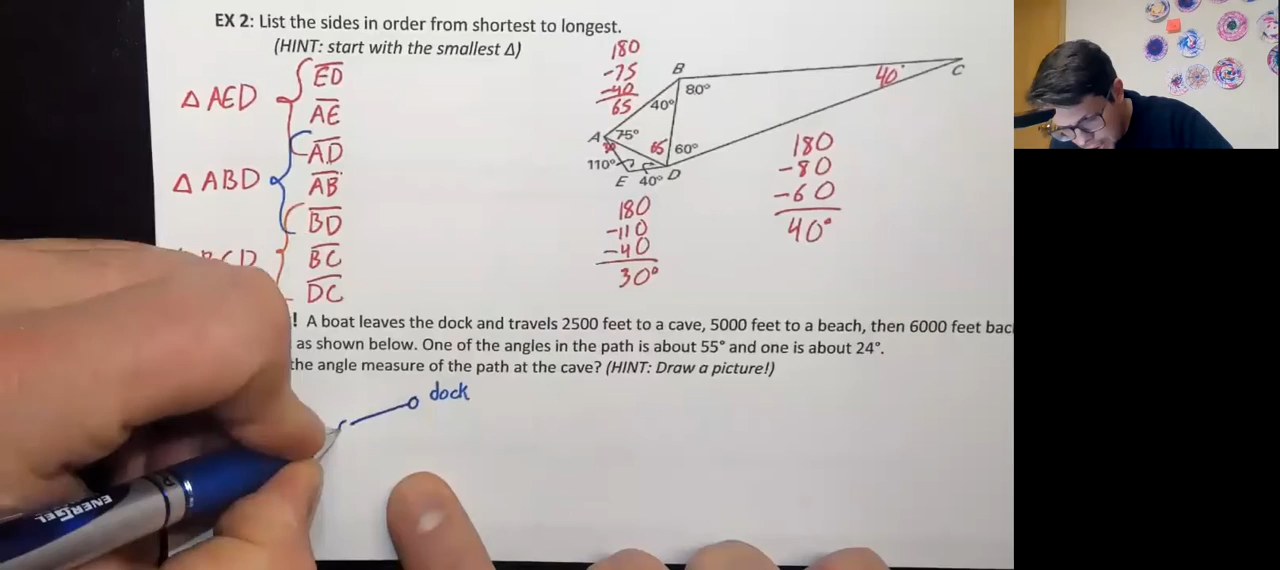 EX 2: List the sides in order from shortest to longest.
(HINT: start with the smallest Δ)
Δ AED
ED
AE
AD
Δ ABD
AB
BD
BCD
BC
DC
180
-75
-40
65
B
80°
40°
A
75°
30
65
60°
110°
E
40°
D
40°
C
180
-110
-40
30°
180
-80
-60
40°
! A boat leaves the dock and travels 2500 feet to a cave, 5000 feet to a beach, then 6000 feet bac
as shown below. One of the angles in the path is about 55° and one is about 24°.
the angle measure of the path at the cave? (HINT: Draw a picture!)
dock
ENERGEL